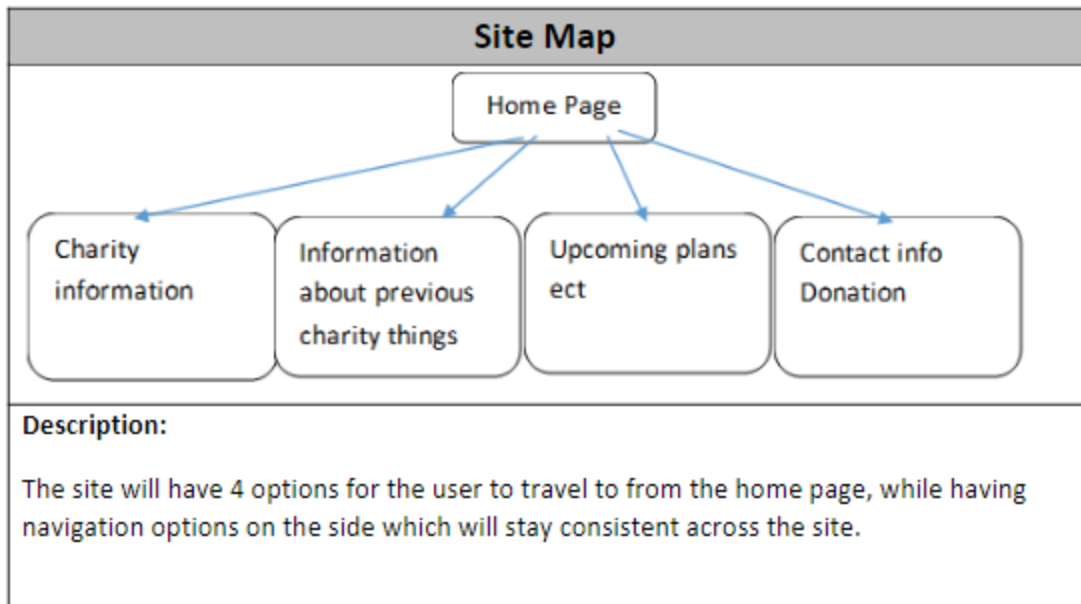 Site Map
Home Page
Charity
information
Information
about previous
charity things
Upcoming plans
ect
Contact info
Donation
Description:
The site will have 4 options for the user to travel to from the home page, while having
navigation options on the side which will stay consistent across the site.